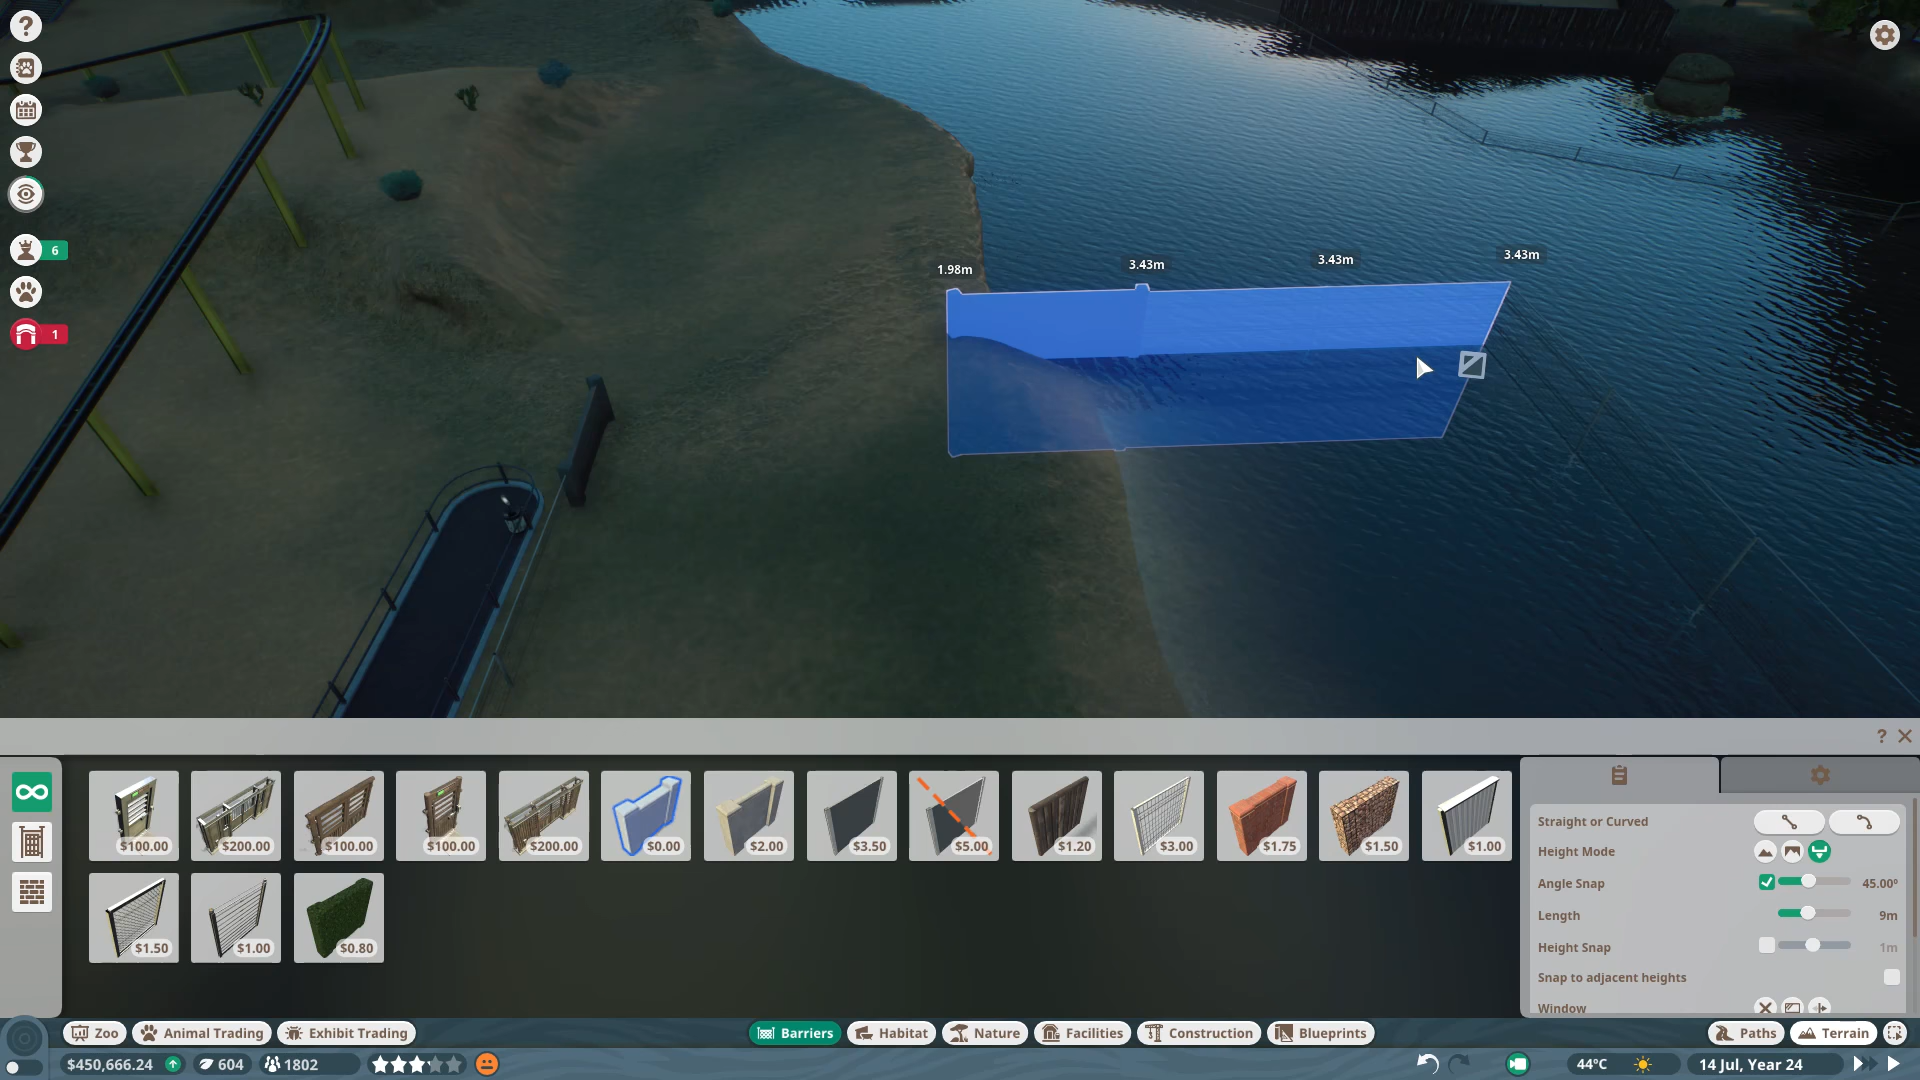 ?
6
1
1.98m 3.43m 3.43m 3.43m
?
$100.00 $200.00 $100.00 $100.00 $200.00 $0.00 $2.00 $3.50 $5.00 $1.20 $3.00 $1.75 $1.50 $1.00
$1.50 $1.00 $0.80
Straight or Curved
Height Mode
Angle Snap 45.00°
Length 9m
Height Snap 1m
Snap to adjacent heights
Window
Zoo Animal Trading Exhibit Trading Barriers Habitat Nature Facilities Construction Blueprints Paths Terrain
$450,666.24 604 1802 44°C 14 Jul, Year 24